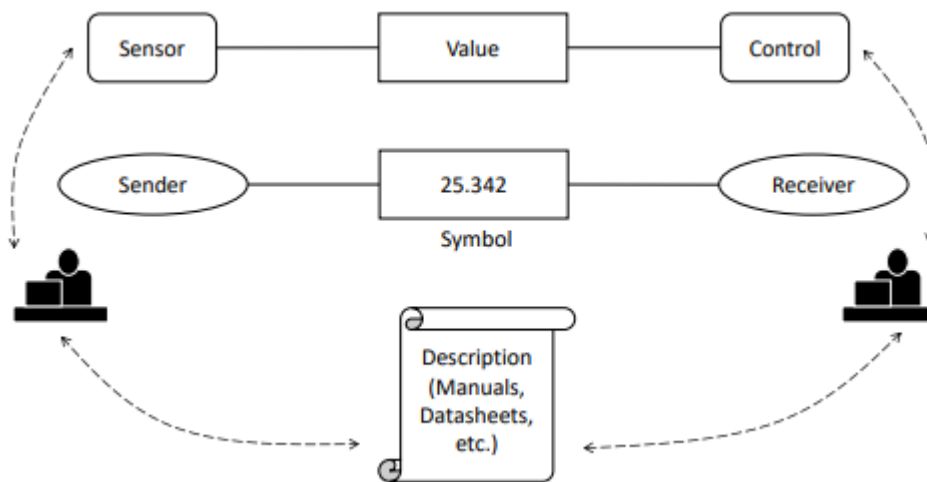 Sensor
Value
Control
Sender
25.342
Receiver
Symbol
Description
(Manuals,
Datasheets,
etc.)